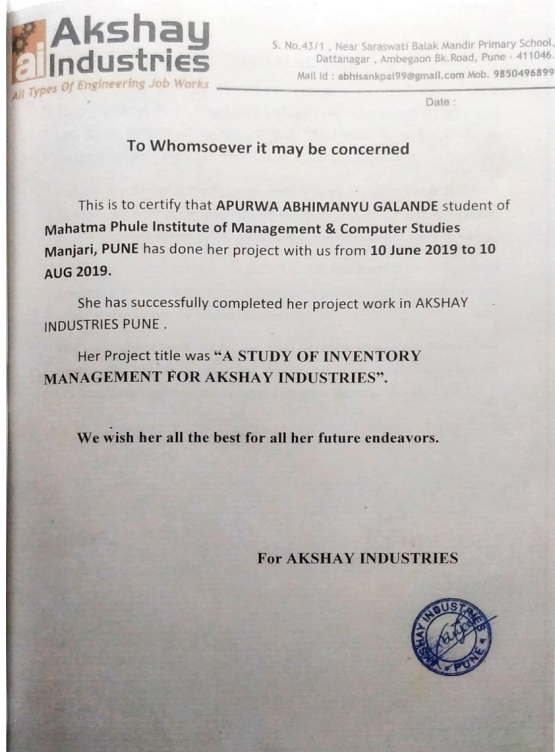 Akshay
ai Industries
All Types Of Engineering Job Works
S. No.43/1 , Near Saraswati Balak Mandir Primary School,
Dattanagar , Ambegaon Bk.Road, Pune - 411046.
Mail Id : abhisankpal99@gmail.com Mob. 9850496899
Date :
To Whomsoever it may be concerned
This is to certify that APURWA ABHIMANYU GALANDE student of
Mahatma Phule Institute of Management & Computer Studies
Manjari, PUNE has done her project with us from 10 June 2019 to 10
AUG 2019.
She has successfully completed her project work in AKSHAY
INDUSTRIES PUNE .
Her Project title was “A STUDY OF INVENTORY
MANAGEMENT FOR AKSHAY INDUSTRIES”.
We wish her all the best for all her future endeavors.
For AKSHAY INDUSTRIES
AKSHAY INDUSTRIES
PUNE